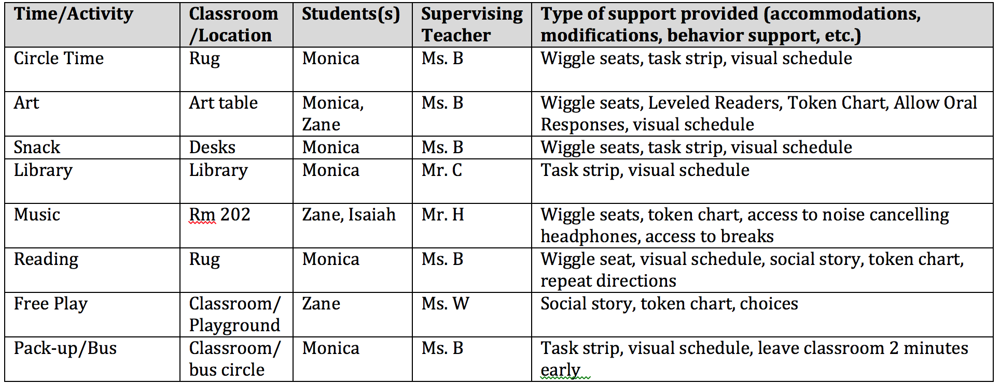 Time/Activity Classroom Students(s) Supervising Type of support provided (accommodations,
/Location Teacher modifications, behavior support, etc.)
Circle Time Rug Monica Ms. B Wiggle seats, task strip, visual schedule
Art Art table Monica, Ms. B Wiggle seats, Leveled Readers, Token Chart, Allow Oral
Zane Responses, visual schedule
Snack Desks Monica Ms. B Wiggle seats, task strip, visual schedule
Library Library Monica Mr. C Task strip, visual schedule
Music Rm 202 Zane, Isaiah Mr. H Wiggle seats, token chart, access to noise cancelling
headphones, access to breaks
Reading Rug Monica Ms. B Wiggle seat, visual schedule, social story, token chart,
repeat directions
Free Play Classroom/ Zane Ms. W Social story, token chart, choices
Playground
Pack-up/Bus Classroom/ Monica Ms. B Task strip, visual schedule, leave classroom 2 minutes
bus circle early